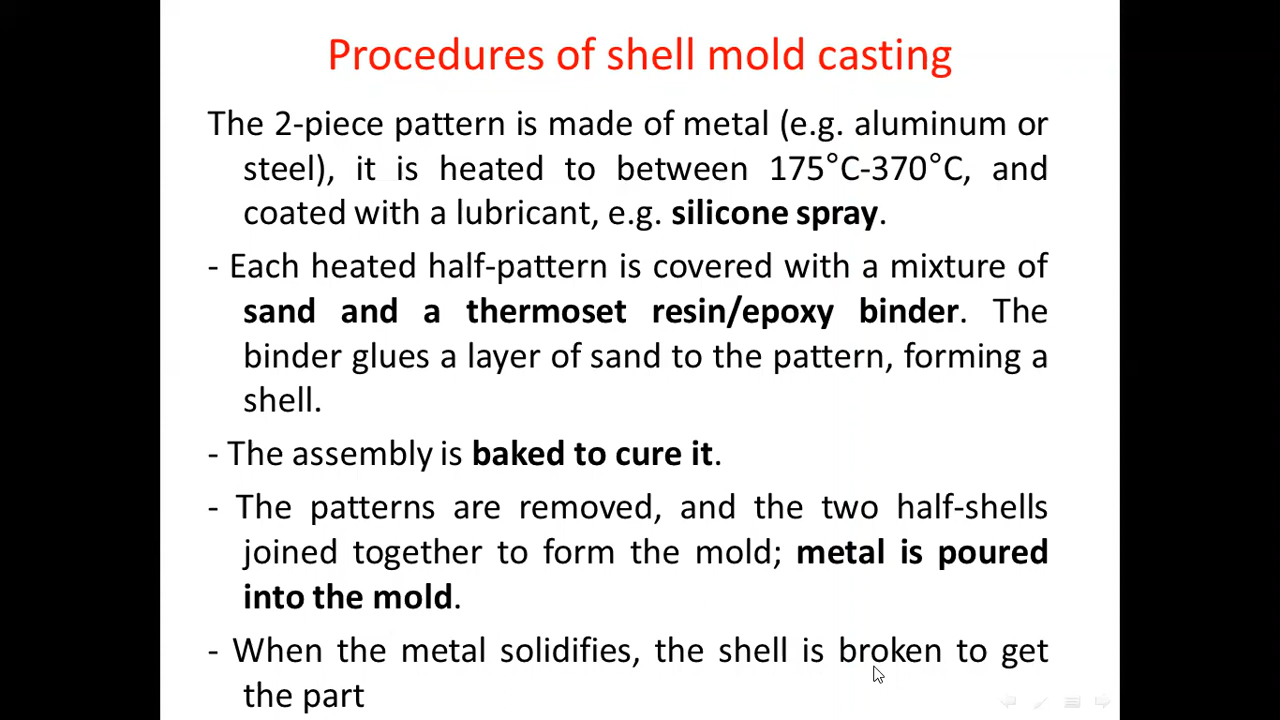 Procedures of shell mold casting
The 2-piece pattern is made of metal (e.g. aluminum or
steel), it is heated to between 175°C-370°C, and
coated with a lubricant, e.g. silicone spray.
- Each heated half-pattern is covered with a mixture of
sand and a thermoset resin/epoxy binder. The
binder glues a layer of sand to the pattern, forming a
shell.
- The assembly is baked to cure it.
- The patterns are removed, and the two half-shells
joined together to form the mold; metal is poured
into the mold.
- When the metal solidifies, the shell is broken to get
the part